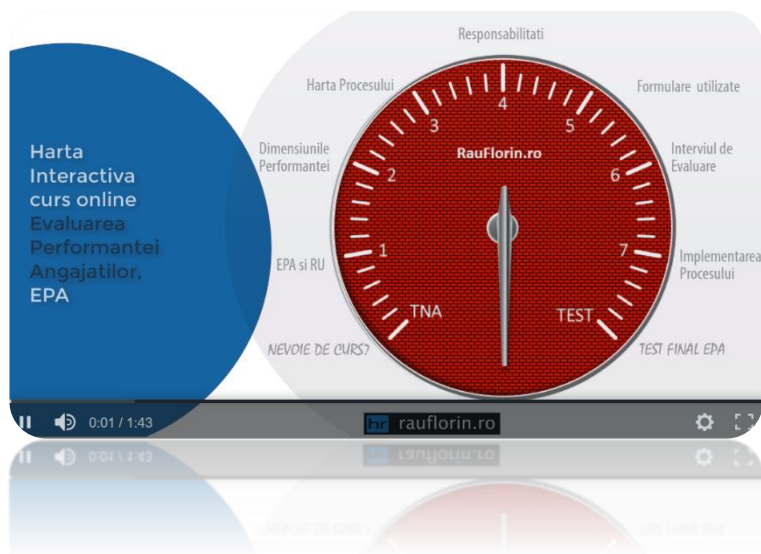 Harta
Interactiva
curs online
Evaluarea
Performantei
Angajatilor,
EPA
Responsabilitati
Harta Procesului
Formulare utilizate
Dimensiunile
Performantei
Interviul de
Evaluare
EPA si RU
Implementarea
Procesului
NEVOIE DE CURS?
TEST FINAL EPA
RauFlorin.ro
1
2
3
4
5
6
7
TNA
TEST
0:01 / 1:43
hr rauflorin.ro